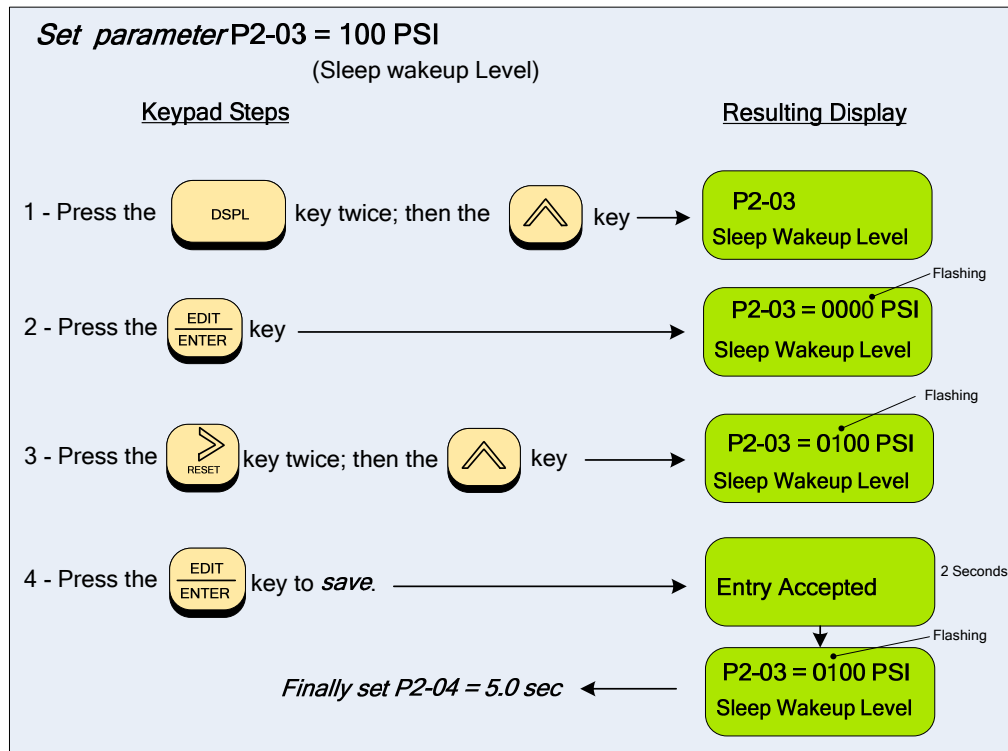 Set parameter P2-03 = 100 PSI
(Sleep wakeup Level)
Keypad Steps
Resulting Display
1 - Press the DSPL key twice; then the key
P2-03
Sleep Wakeup Level
Flashing
2 - Press the EDIT ENTER key
P2-03 = 0000 PSI
Sleep Wakeup Level
Flashing
3 - Press the RESET key twice; then the key
P2-03 = 0100 PSI
Sleep Wakeup Level
4 - Press the EDIT ENTER key to save.
Entry Accepted
2 Seconds
Flashing
P2-03 = 0100 PSI
Sleep Wakeup Level
Finally set P2-04 = 5.0 sec